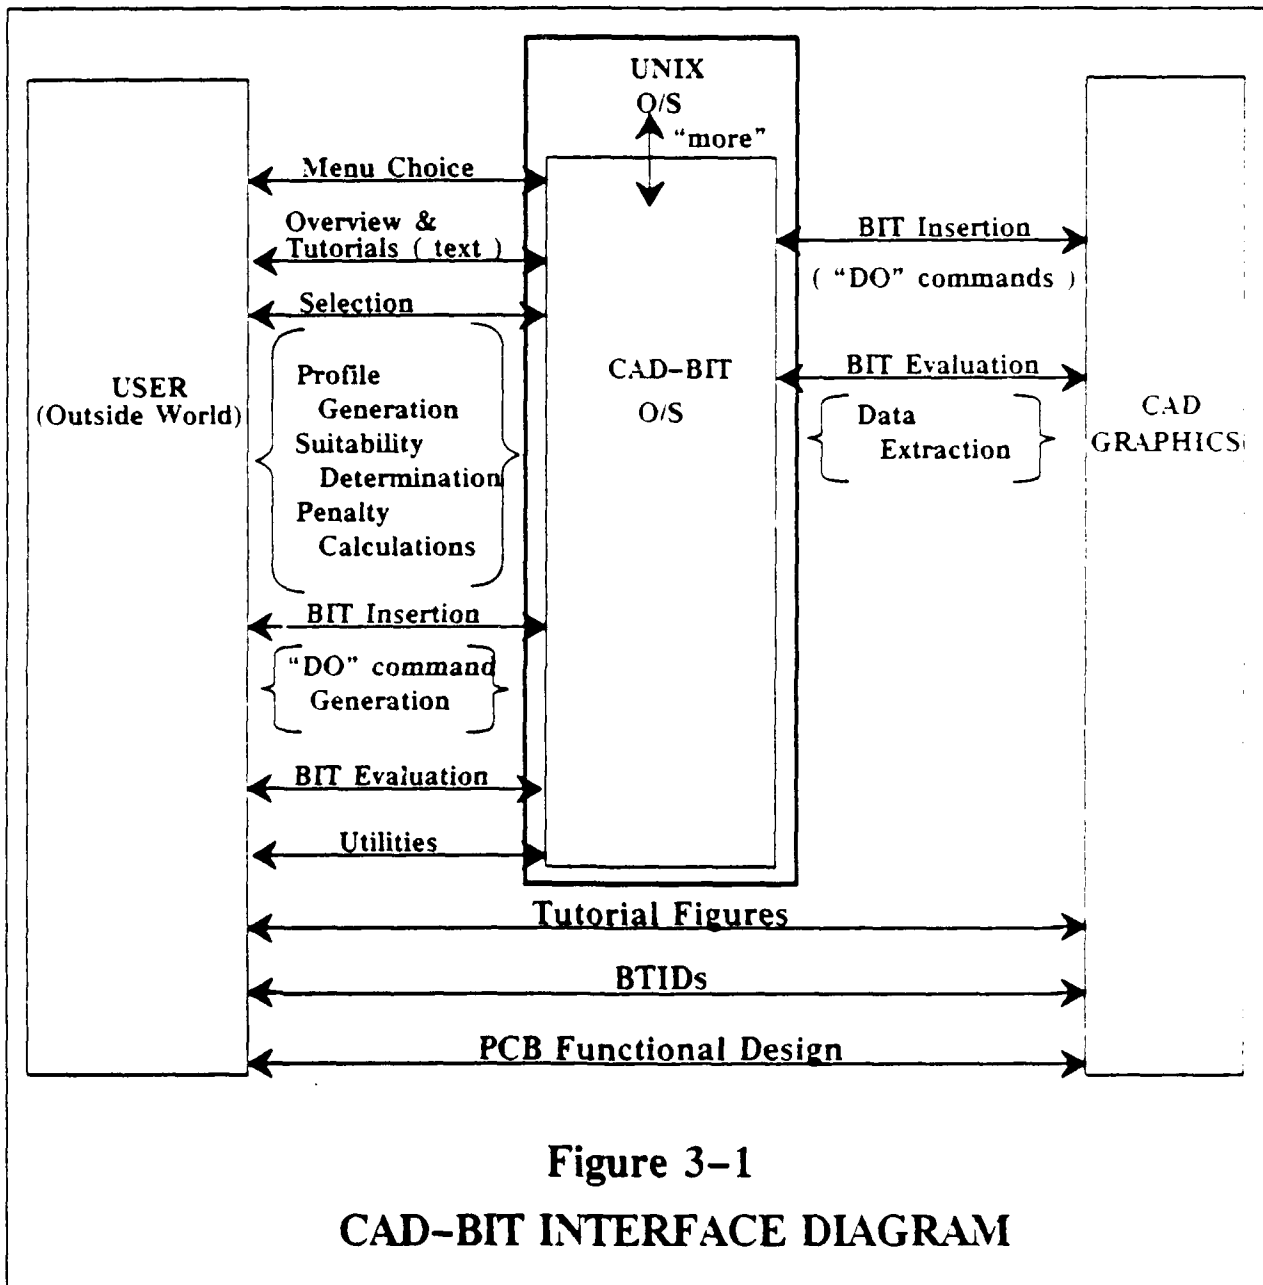 UNIX
O/S
"more"
Menu Choice
Overview &
Tutorials ( text )
Selection
Profile
Generation
Suitability
Determination
Penalty
Calculations
BIT Insertion
"DO" command
Generation
BIT Evaluation
Utilities
USER
(Outside World)
CAD-BIT
O/S
BIT Insertion
( "DO" commands )
BIT Evaluation
Data
Extraction
CAD
GRAPHICS
Tutorial Figures
BTIDs
PCB Functional Design
Figure 3-1
CAD-BIT INTERFACE DIAGRAM